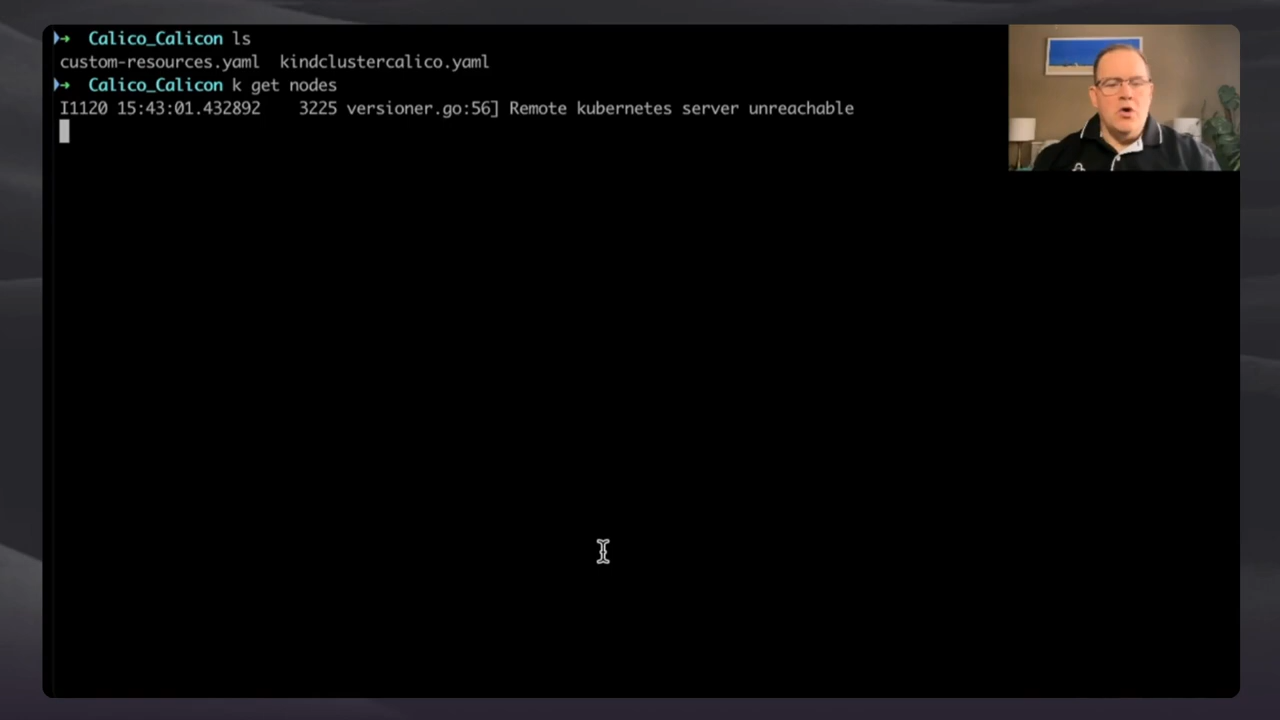 Calico_Calicon ls
custom-resources.yaml  kindclustercalico.yaml
Calico_Calicon k get nodes
I1120 15:43:01.432892    3225 versioner.go:56] Remote kubernetes server unreachable